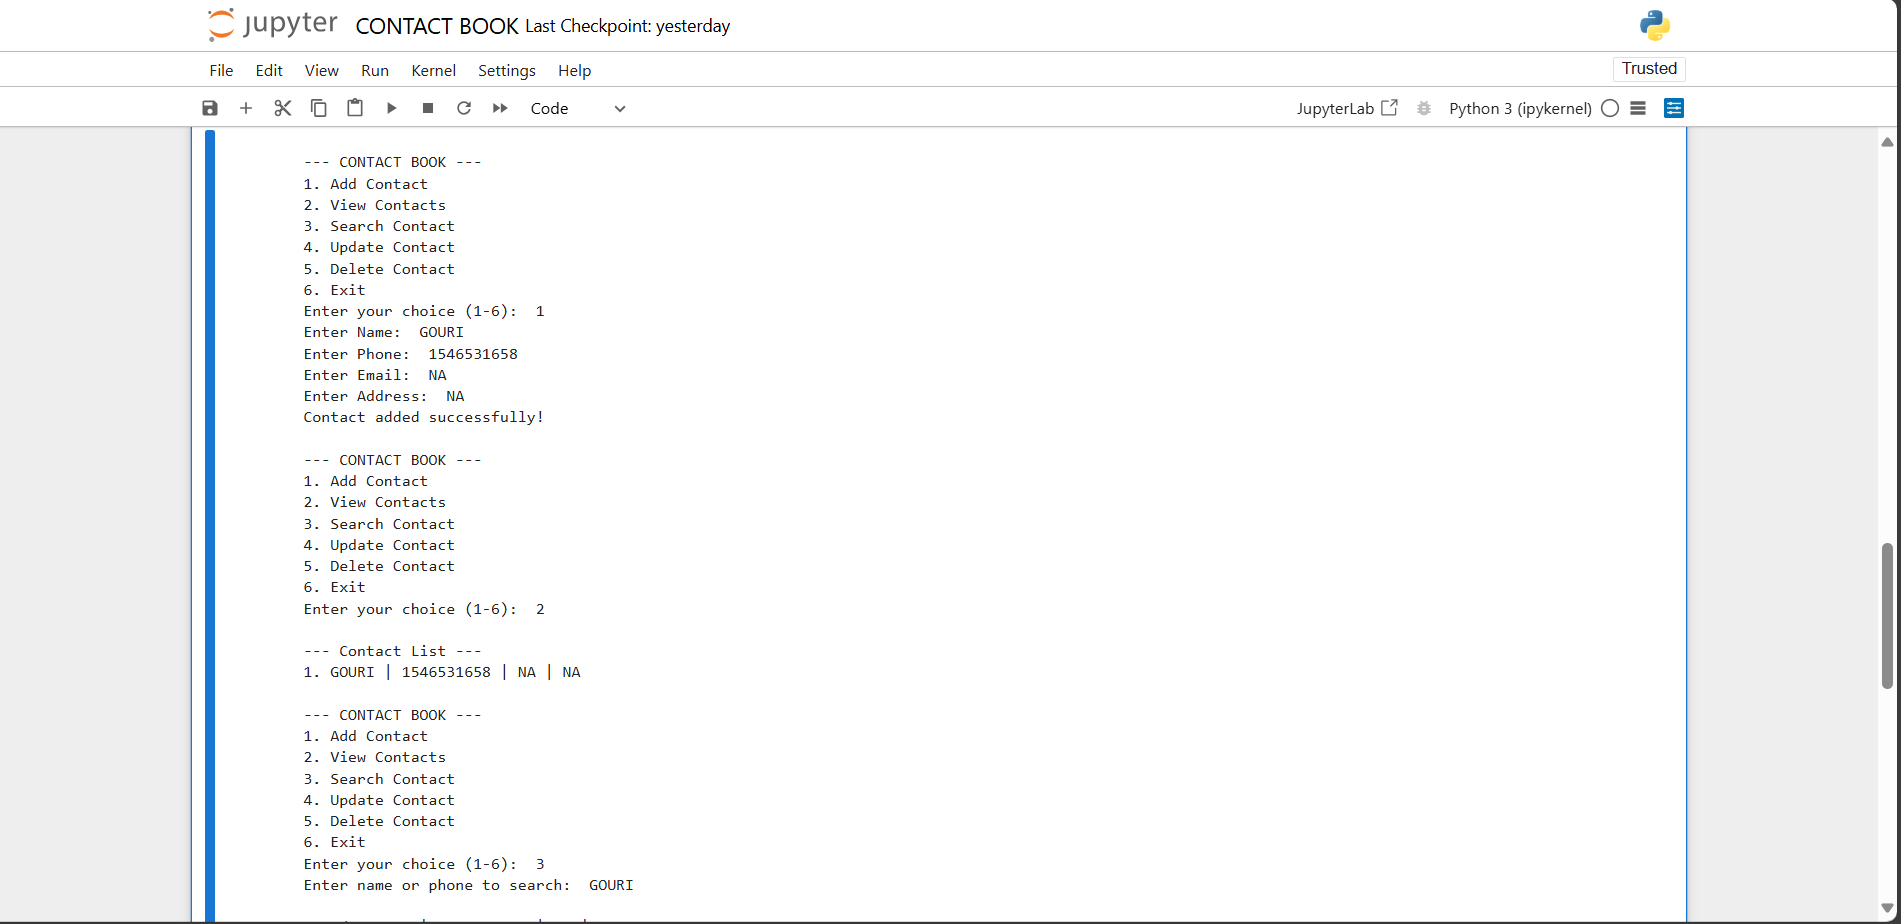 jupyter CONTACT BOOK Last Checkpoint: yesterday
File Edit View Run Kernel Settings Help Trusted
Code JupyterLab Python 3 (ipykernel)
--- CONTACT BOOK ---
1. Add Contact
2. View Contacts
3. Search Contact
4. Update Contact
5. Delete Contact
6. Exit
Enter your choice (1-6):  1
Enter Name:  GOURI
Enter Phone:  1546531658
Enter Email:  NA
Enter Address:  NA
Contact added successfully!
--- CONTACT BOOK ---
1. Add Contact
2. View Contacts
3. Search Contact
4. Update Contact
5. Delete Contact
6. Exit
Enter your choice (1-6):  2
--- Contact List ---
1. GOURI | 1546531658 | NA | NA
--- CONTACT BOOK ---
1. Add Contact
2. View Contacts
3. Search Contact
4. Update Contact
5. Delete Contact
6. Exit
Enter your choice (1-6):  3
Enter name or phone to search:  GOURI